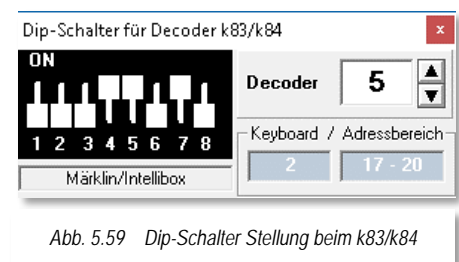 Dip-Schalter für Decoder k83/k84 x
ON
1 2 3 4 5 6 7 8
Märklin/Intellibox
Decoder 5
Keyboard / Adressbereich
2 17 - 20
Abb. 5.59 Dip-Schalter Stellung beim k83/k84